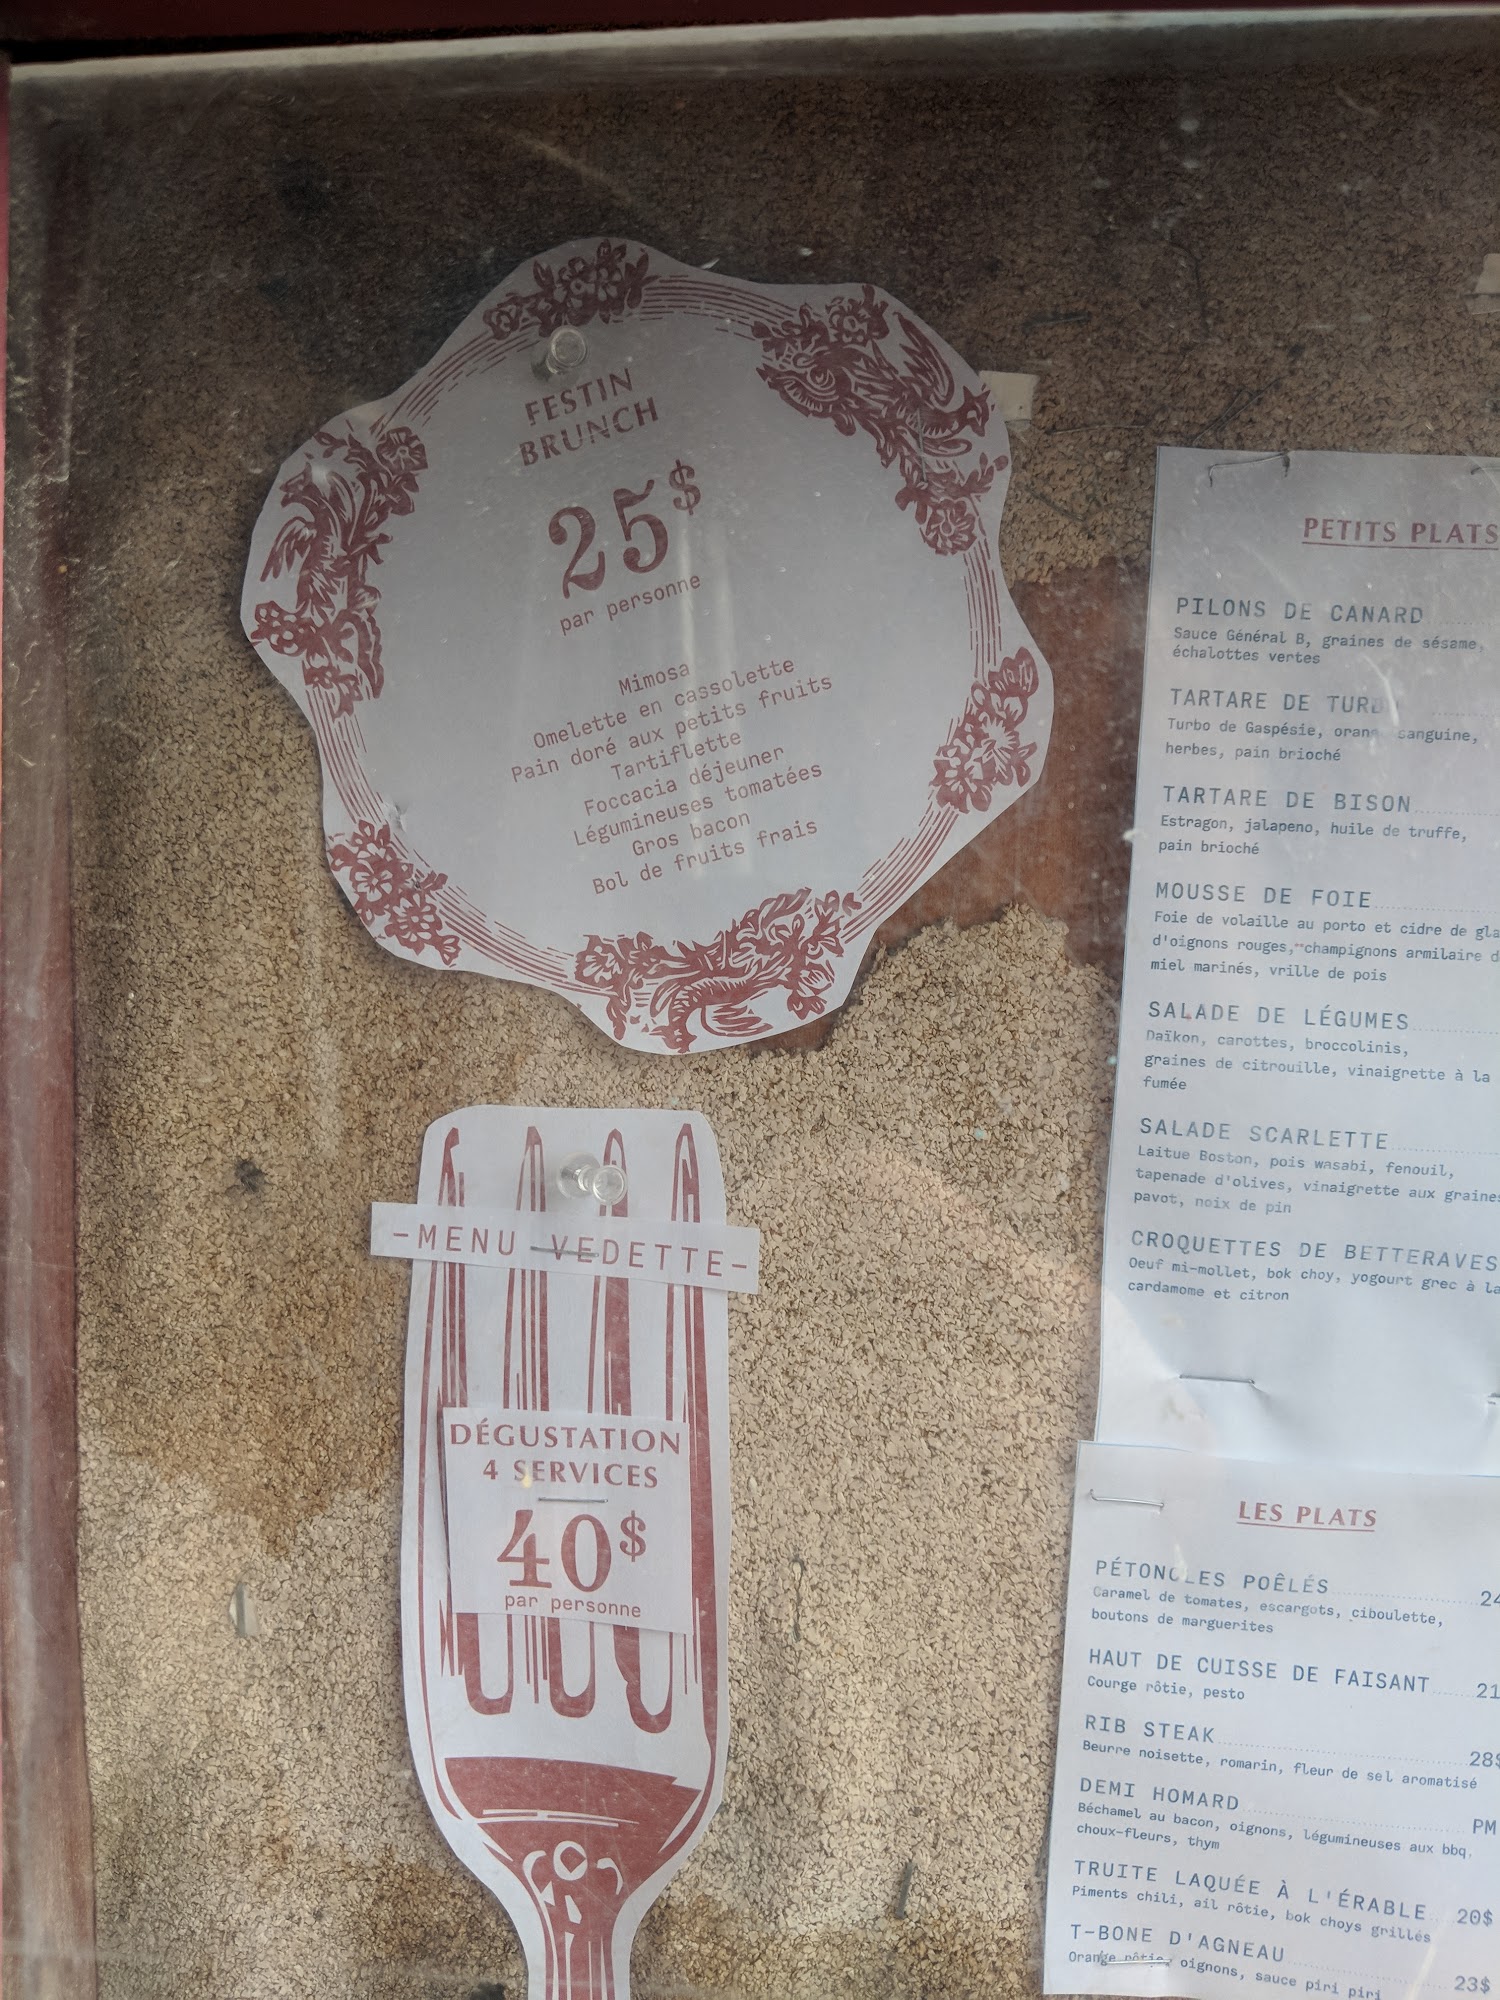 FESTIN
BRUNCH
25$
par personne
Mimosa
Omelette en cassolette
Pain doré aux petits fruits
Tartiflette
Foccacia déjeuner
Légumineuses tomatées
Gros bacon
Bol de fruits frais
-MENU VEDETTE-
DÉGUSTATION
4 SERVICES
40$
par personne
PETITS PLATS
PILONS DE CANARD
Sauce Général B, graines de sésame,
échalottes vertes
TARTARE DE
Turbo de Gaspésie, sanguine,
herbes, pain brioché
TARTARE DE BISON
Estragon, jalapeno, huile de truffe,
pain brioché
MOUSSE DE FOIE
Foie de volaille au porto et cidre de
d'oignons rouges, champignons armilaire
miel marinés, vrille de pois
SALADE DE LÉGUMES
Daïkon, carottes, broccolinis,
graines de citrouille, vinaigrette à la
fumée
SALADE SCARLETTE
Laitue Boston, pois wasabi, fenouil,
tapenade d'olives, vinaigrette aux graines
pavot, noix de pin
CROQUETTES DE BETTERAVES
Oeuf mi-mollet, bok choy, yogourt grec à la
cardamome et citron
LES PLATS
PÉTONCLES POÊLÉS 24
Caramel de tomates, escargots, ciboulette,
boutons de marguerites
HAUT DE CUISSE DE FAISANT 21
Courge rôtie, pesto
RIB STEAK 28$
Beurre noisette, romarin, fleur de sel aromatisé
DEMI HOMARD PM
Béchamel au bacon, oignons, légumineuses aux bbq,
choux-fleurs, thym
TRUITE LAQUÉE À L'ÉRABLE 20$
Piments chili, ail rôtie, bok choys grillés
T-BONE D'AGNEAU 23$
Orange rôtie, oignons, sauce piri piri